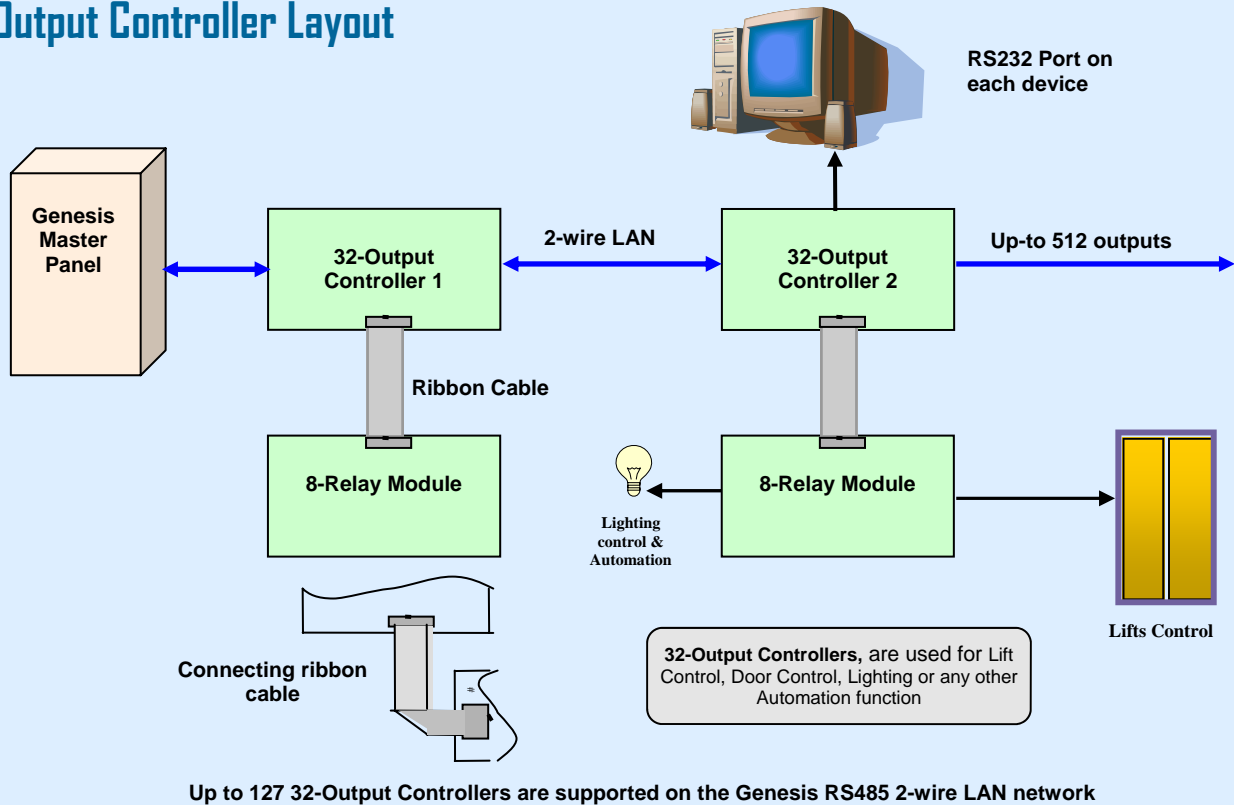 Output Controller Layout
RS232 Port on
each device
Genesis
Master
Panel
32-Output
Controller 1
2-wire LAN
32-Output
Controller 2
Up-to 512 outputs
Ribbon Cable
8-Relay Module
8-Relay Module
Lighting
control &
Automation
Lifts Control
Connecting ribbon
cable
32-Output Controllers, are used for Lift
Control, Door Control, Lighting or any other
Automation function
Up to 127 32-Output Controllers are supported on the Genesis RS485 2-wire LAN network